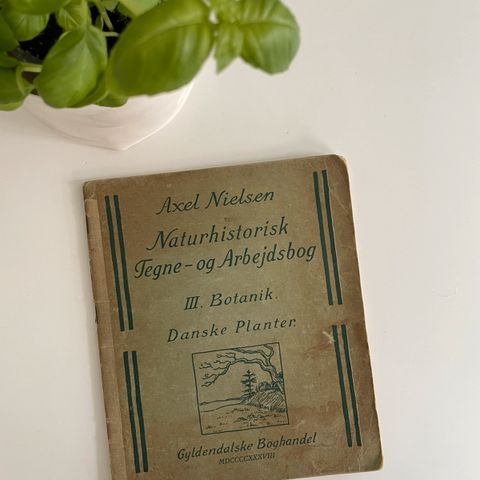 Axel Nielsen
Naturhistorisk
Tegne- og Arbejdsbog
III. Botanik.
Danske Planter.
Gyldendalske Boghandel
MDCCCCXXXVIII